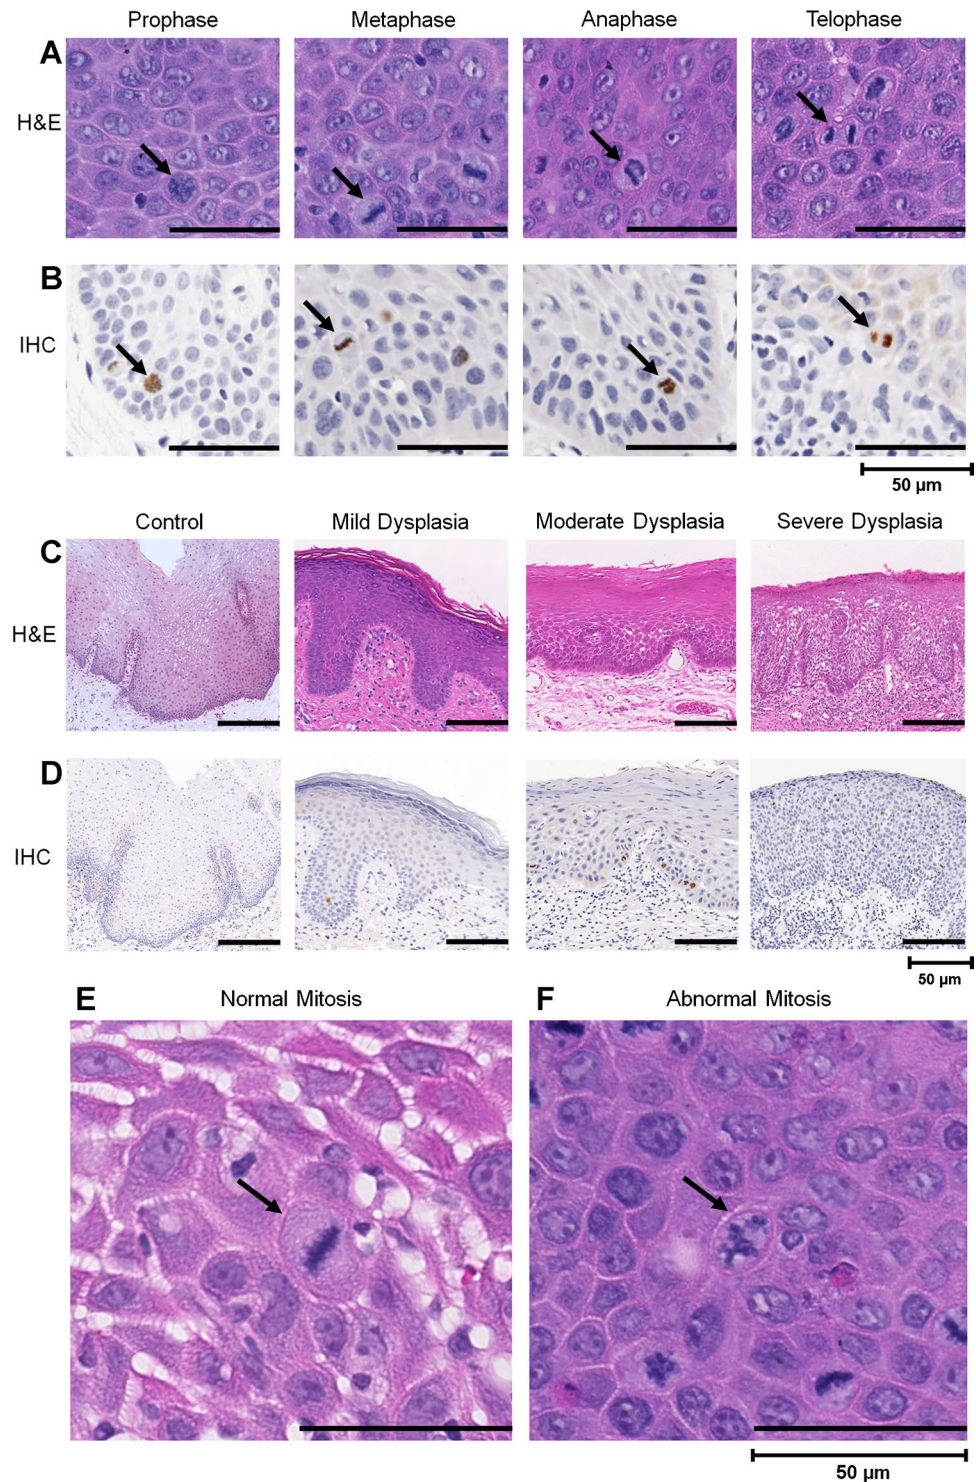 Prophase Metaphase Anaphase Telophase
A
H&E
B
IHC
50 µm
Control Mild Dysplasia Moderate Dysplasia Severe Dysplasia
C
H&E
D
IHC
50 µm
E Normal Mitosis F Abnormal Mitosis
50 µm